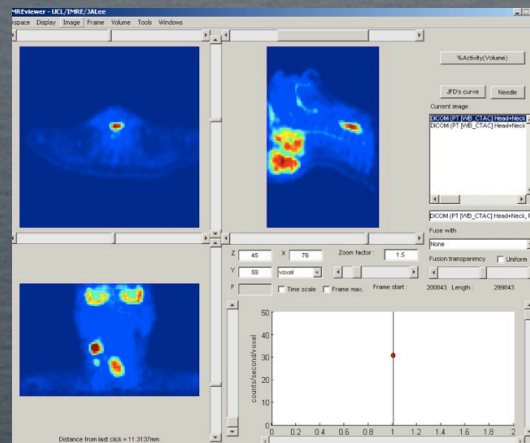 MREviewer - UCL/IMRE/JALee
space Display Image Frame Volume Tools Windows
%Activity(Volume)
JFD's curve Needle
Current image
DICOM (PT [WB_CTAC] Head+Neck
DICOM (PT [WB_CTAC] Head+Neck
DICOM (PT [WB_CTAC] Head+Neck, F
Fuse with
None
Fusion transparency Uniform
Z 45 X 76 Zoom factor : 1.5
Y 59 voxel
F Time scale Frame max. Frame start : 200843 Length : 299843
counts/second/voxel
50
40
30
20
10
0
0 0.2 0.4 0.6 0.8 1 1.2 1.4 1.6 1.8 2
Distance from last click = 11.3137mm